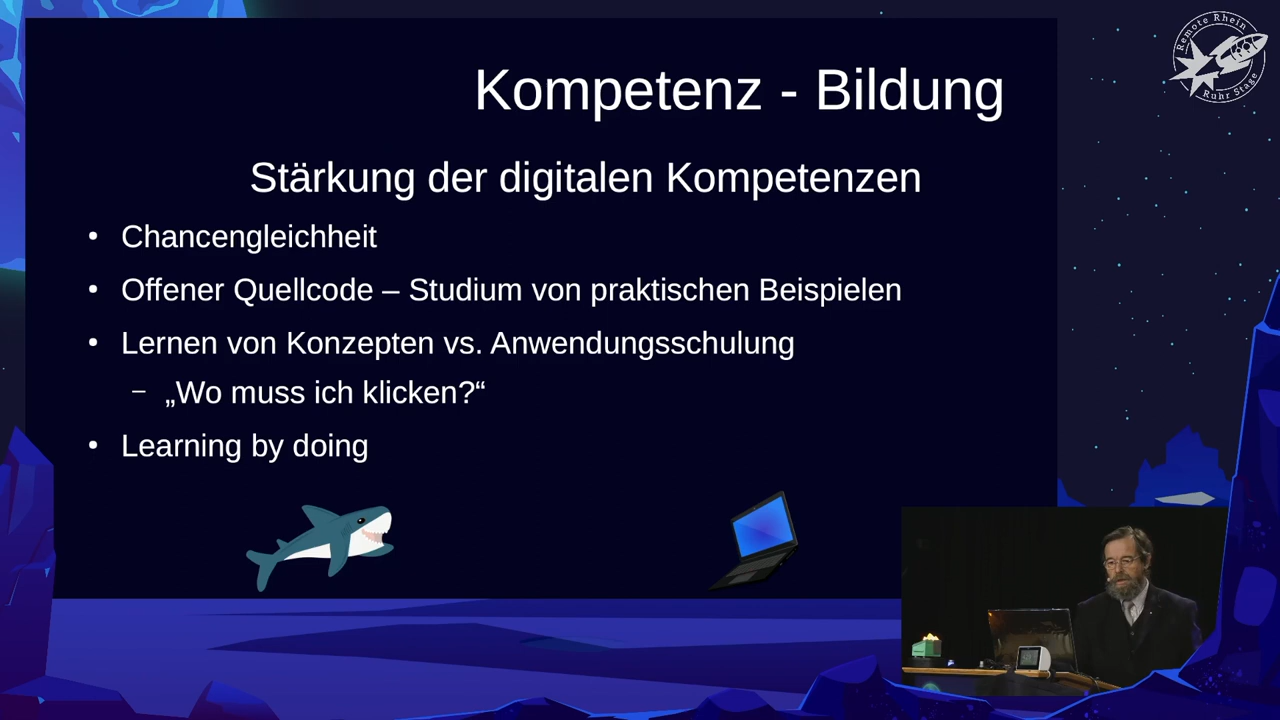 Kompetenz - Bildung
Stärkung der digitalen Kompetenzen
• Chancengleichheit
• Offener Quellcode – Studium von praktischen Beispielen
• Lernen von Konzepten vs. Anwendungsschulung
– „Wo muss ich klicken?“
• Learning by doing
Remote Rhein
Ruhr Stage